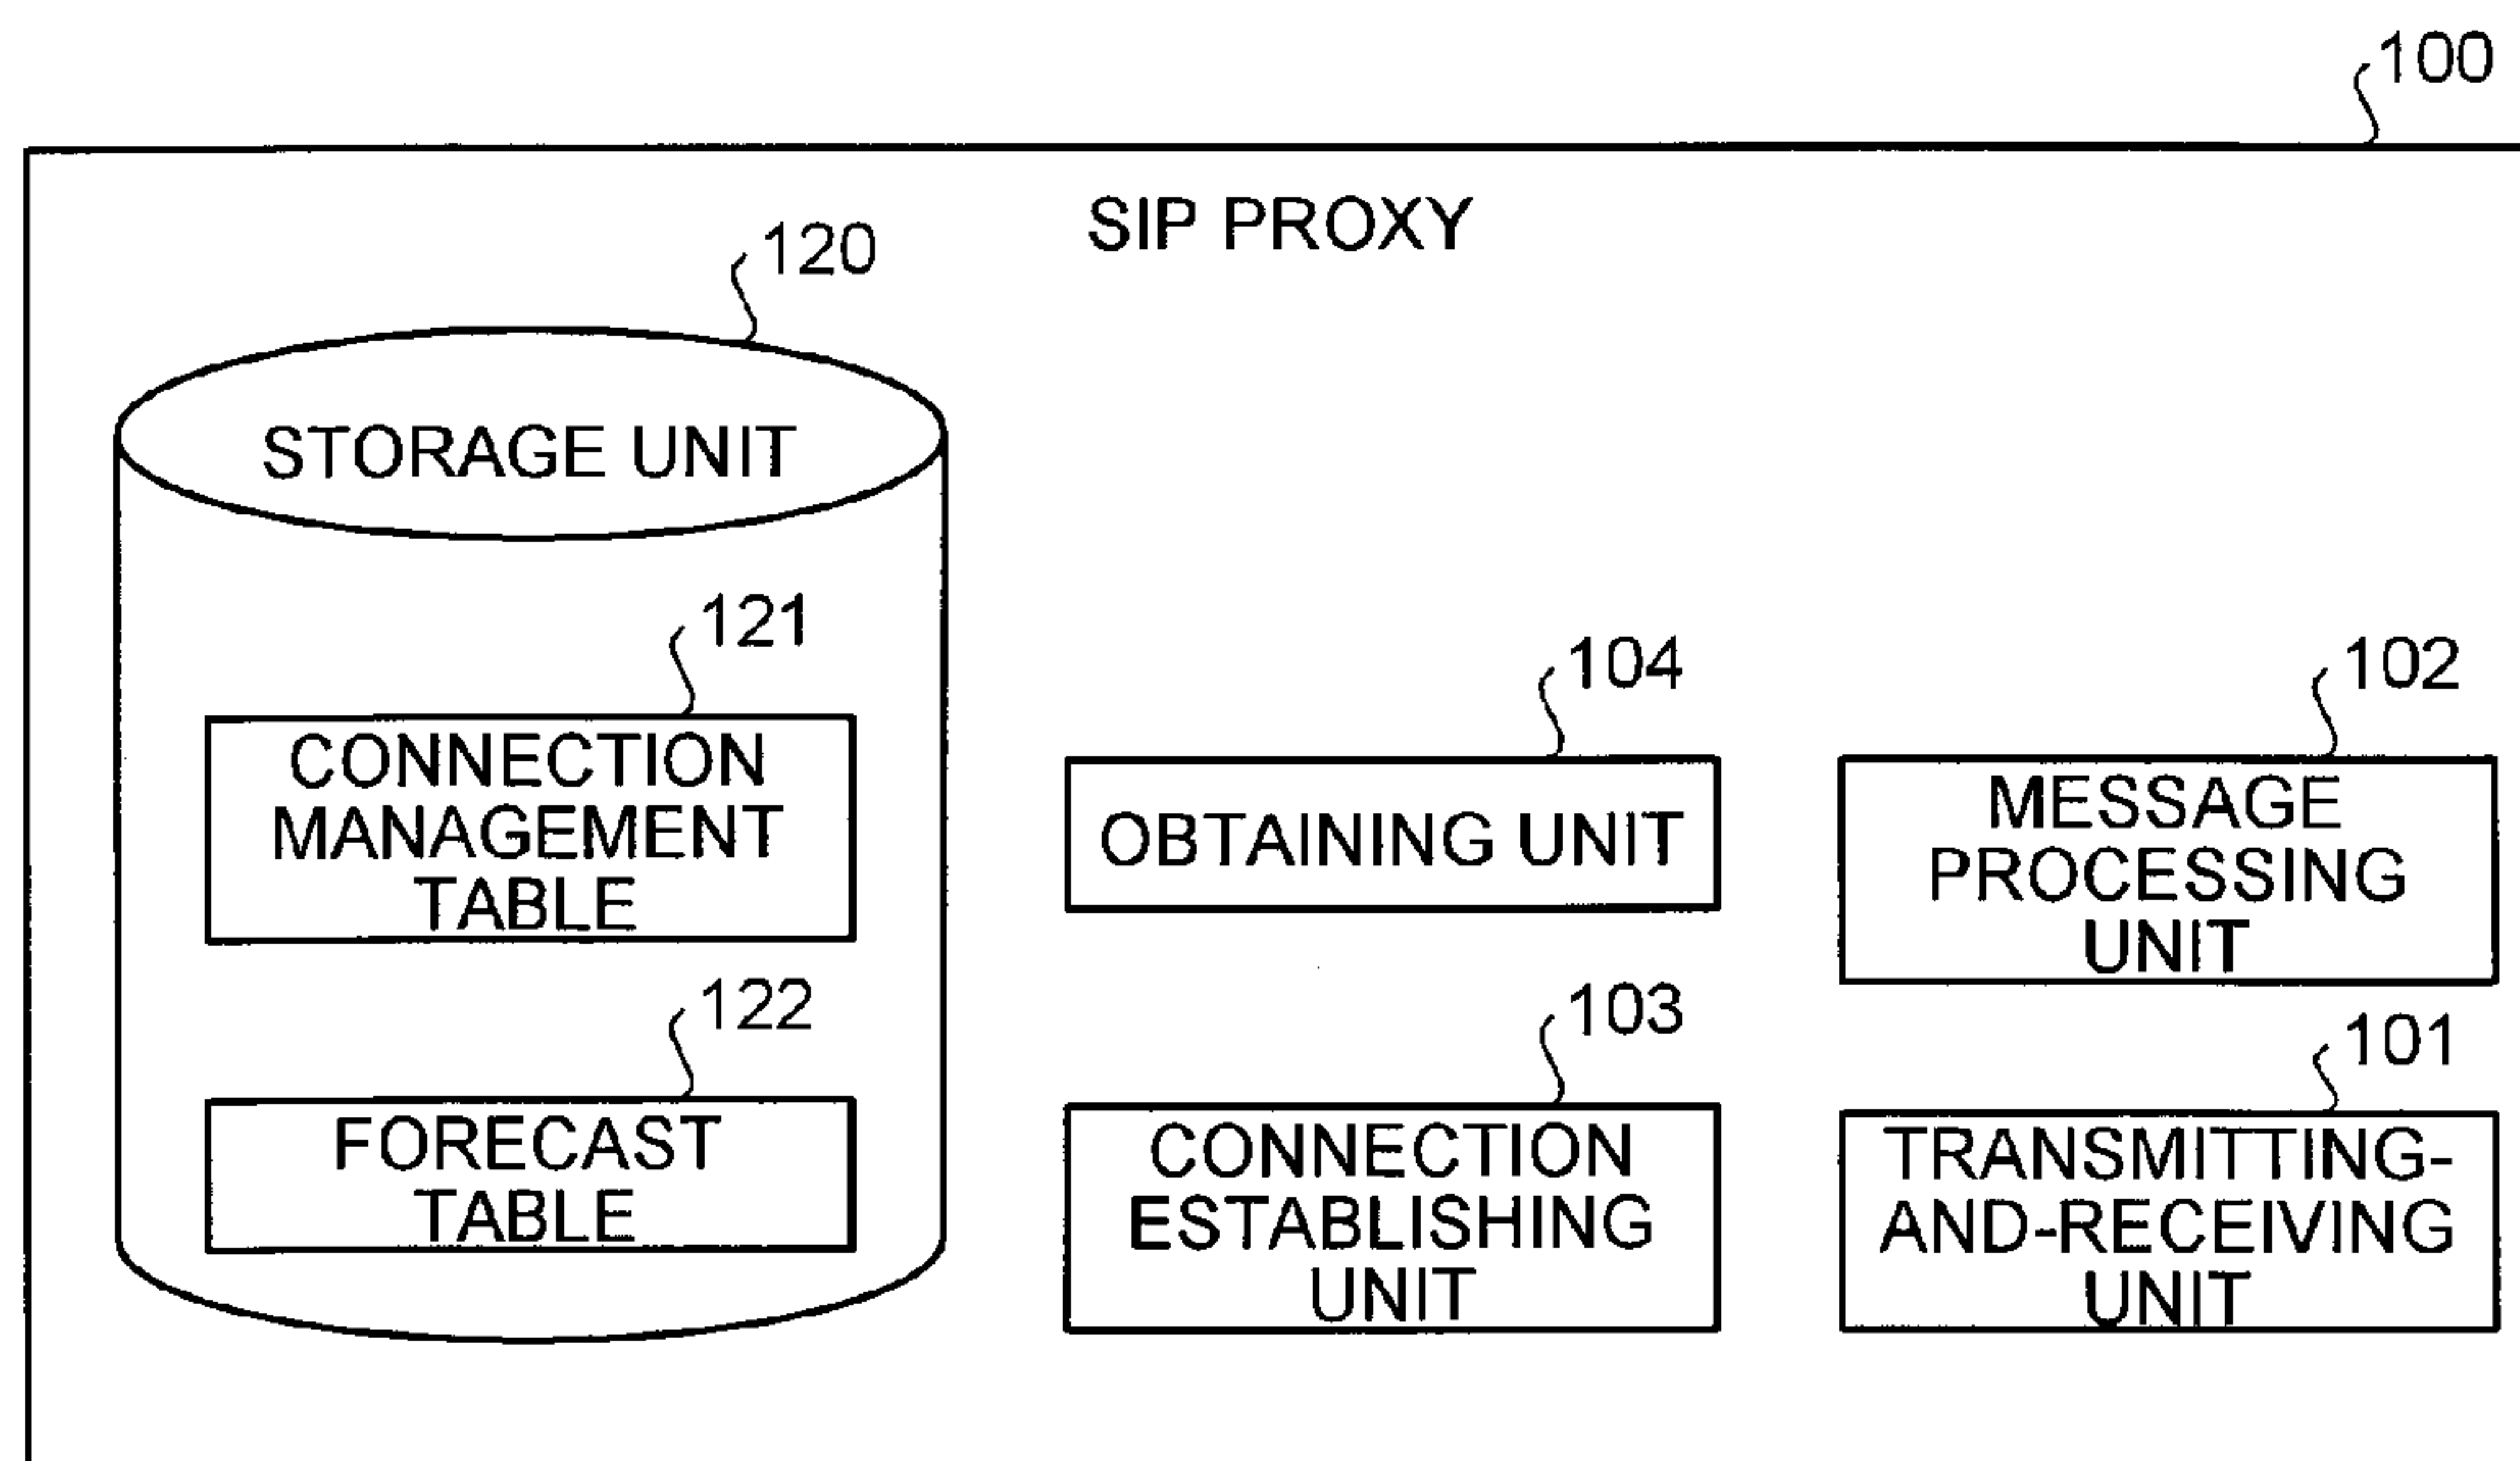 100
SIP PROXY
120
STORAGE UNIT
121
CONNECTION
MANAGEMENT
TABLE
122
FORECAST
TABLE
104
OBTAINING UNIT
103
CONNECTION
ESTABLISHING
UNIT
102
MESSAGE
PROCESSING
UNIT
101
TRANSMITTING-
AND-RECEIVING
UNIT